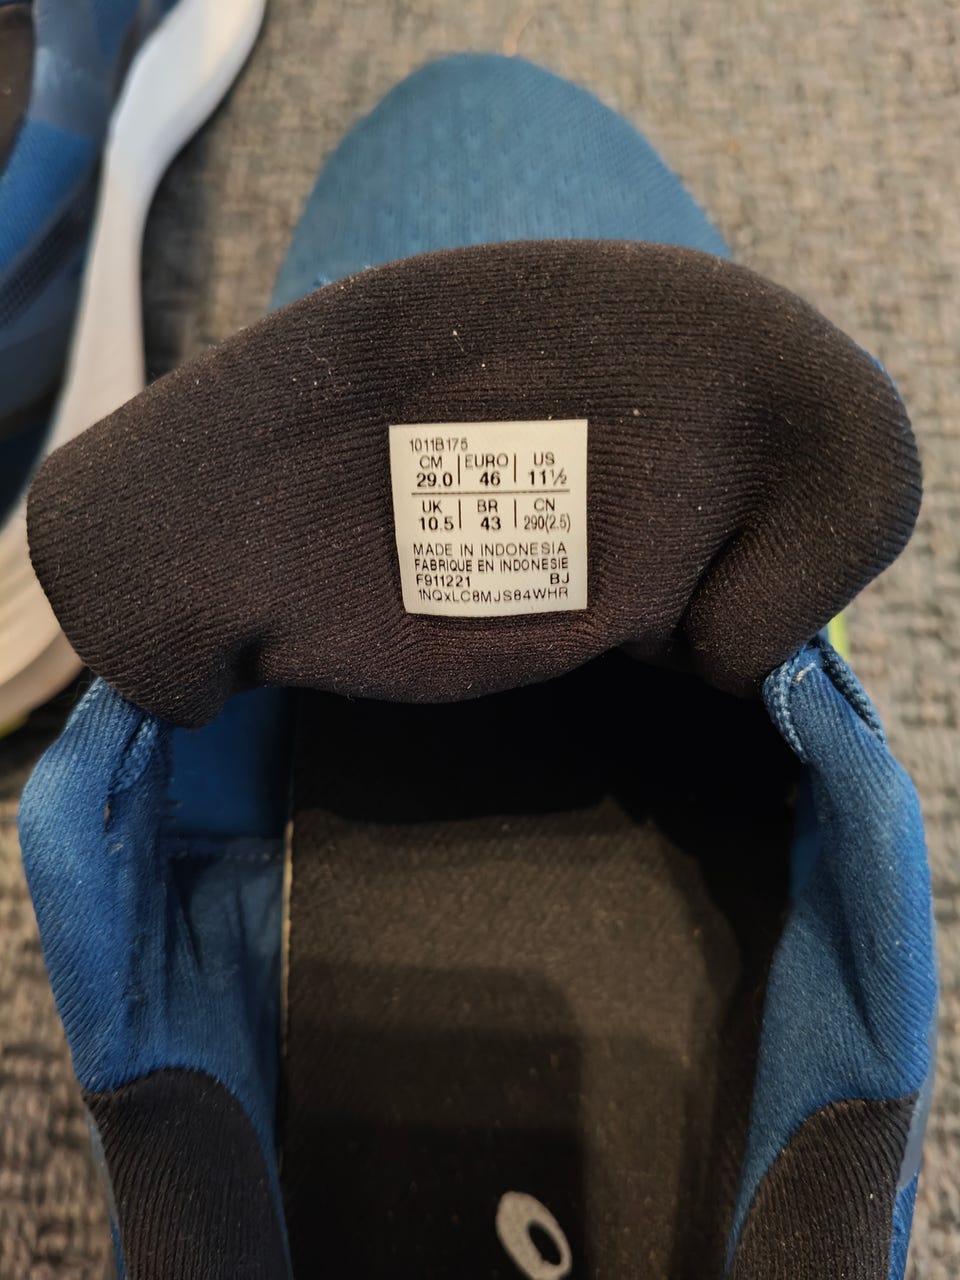 1011B175
CM EURO US
29.0 46 11½
UK BR CN
10.5 43 290(2.5)
MADE IN INDONESIA
FABRIQUE EN INDONESIE
F911221 BJ
1NQxLC8MJS84WHR